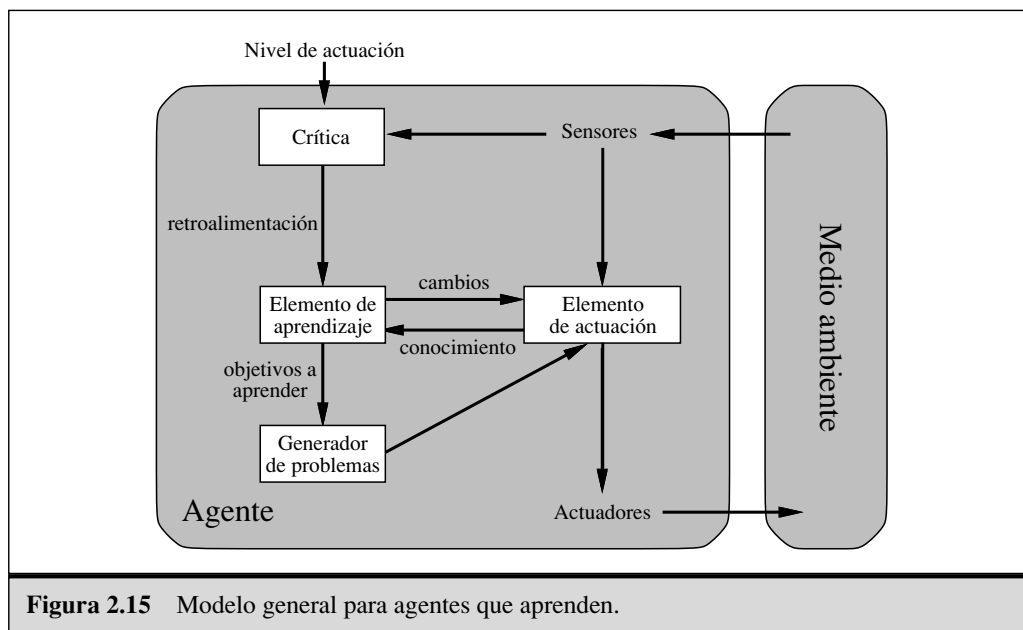 Nivel de actuación
Crítica
Sensores
retroalimentación
cambios
Elemento de
aprendizaje
Elemento
de actuación
conocimiento
objetivos a
aprender
Generador
de problemas
Agente
Actuadores
Medio ambiente
Figura 2.15 Modelo general para agentes que aprenden.